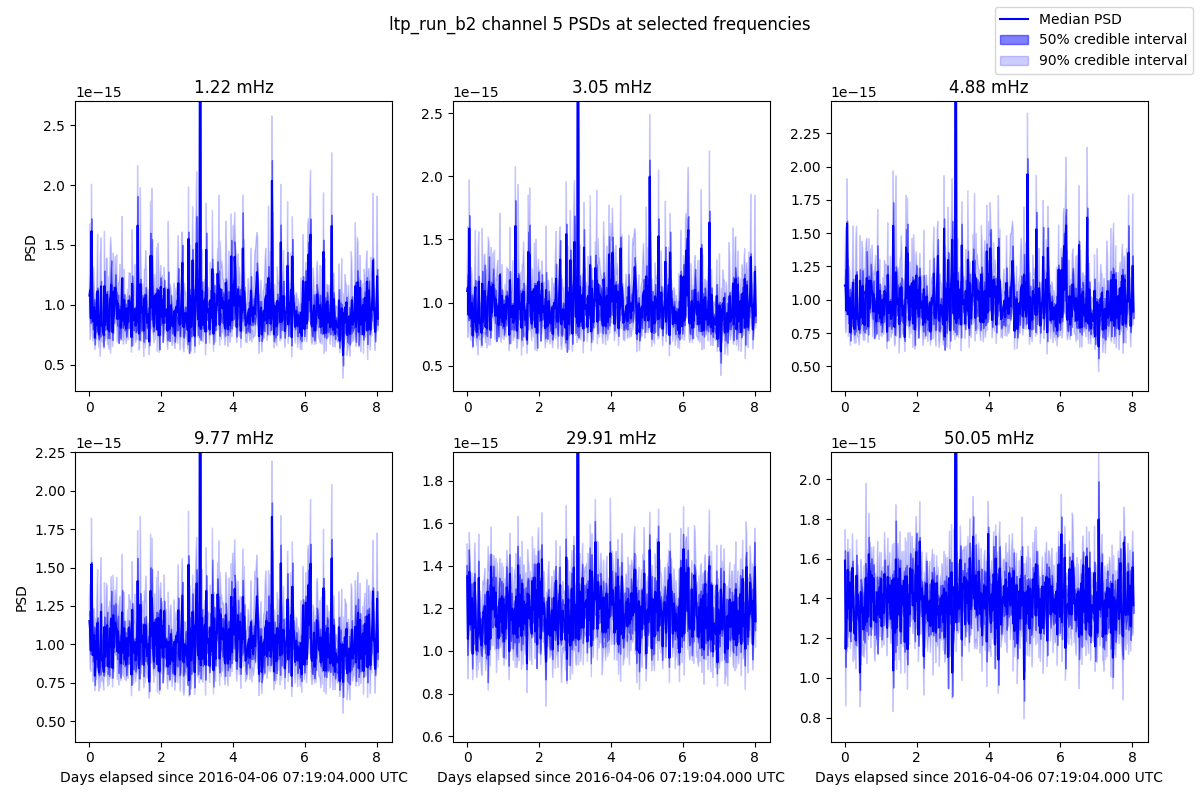 ltp_run_b2 channel 5 PSDs at selected frequencies
Median PSD
50% credible interval
90% credible interval
1.22 mHz
1e−15
PSD
2.5
2.0
1.5
1.0
0.5
0 2 4 6 8
3.05 mHz
1e−15
2.5
2.0
1.5
1.0
0.5
0 2 4 6 8
4.88 mHz
1e−15
2.25
2.00
1.75
1.50
1.25
1.00
0.75
0.50
0 2 4 6 8
9.77 mHz
1e−15
PSD
2.25
2.00
1.75
1.50
1.25
1.00
0.75
0.50
0 2 4 6 8
Days elapsed since 2016-04-06 07:19:04.000 UTC
29.91 mHz
1e−15
1.8
1.6
1.4
1.2
1.0
0.8
0.6
0 2 4 6 8
Days elapsed since 2016-04-06 07:19:04.000 UTC
50.05 mHz
1e−15
2.0
1.8
1.6
1.4
1.2
1.0
0.8
0 2 4 6 8
Days elapsed since 2016-04-06 07:19:04.000 UTC